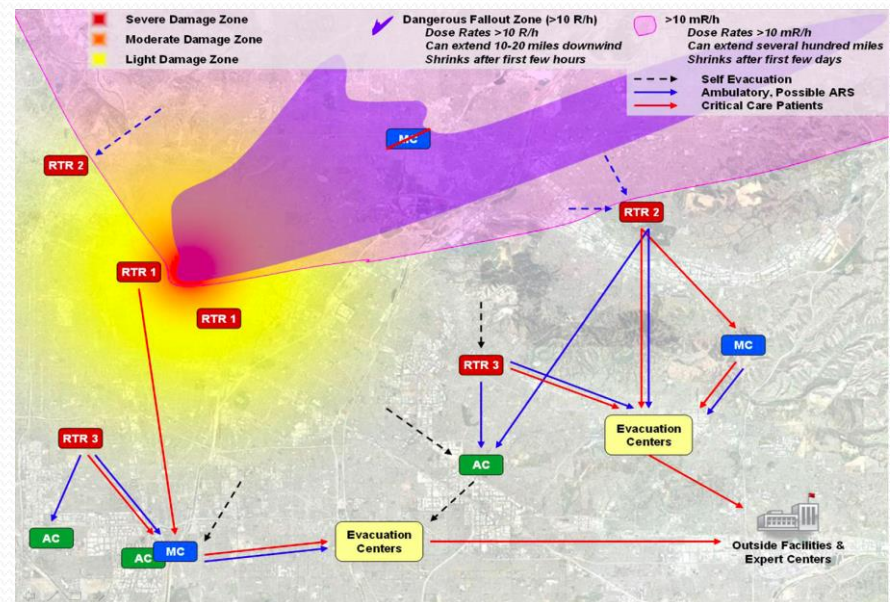 Severe Damage Zone
Moderate Damage Zone
Light Damage Zone
Dangerous Fallout Zone (>10 R/h)
Dose Rates >10 R/h
Can extend 10-20 miles downwind
Shrinks after first few hours
>10 mR/h
Dose Rates >10 mR/h
Can extend several hundred miles
Shrinks after first few days
Self Evacuation
Ambulatory, Possible ARS
Critical Care Patients
MC
RTR 2
RTR 2
RTR 1
RTR 1
MC
RTR 3
Evacuation
Centers
RTR 3
AC
AC
AC
MC
Evacuation
Centers
Outside Facilities &
Expert Centers